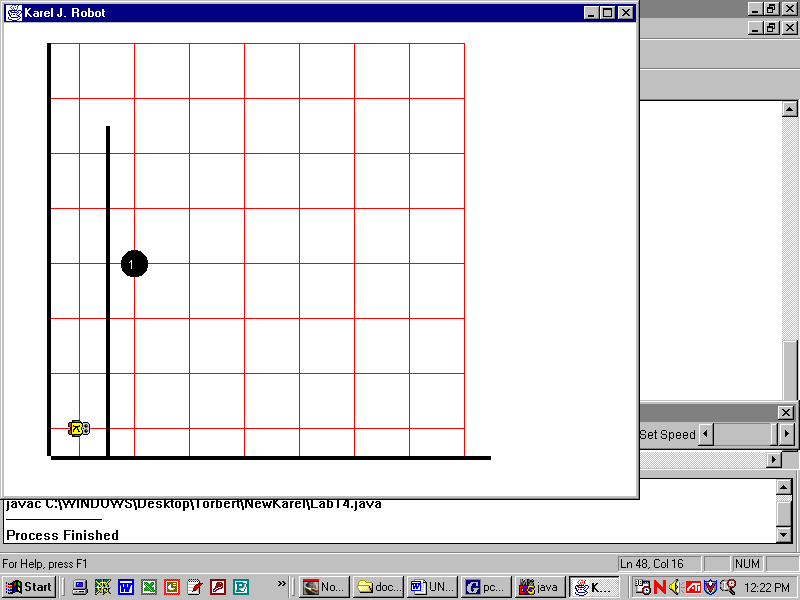 Karel J. Robot
1
Set Speed
javac C:\WINDOWS\Desktop\Torbert\NewKarel\Lab14.java
Process Finished
For Help, press F1
Ln 48, Col 16
NUM
Start
»
No...
doc...
UN...
pc...
java
K...
12:22 PM